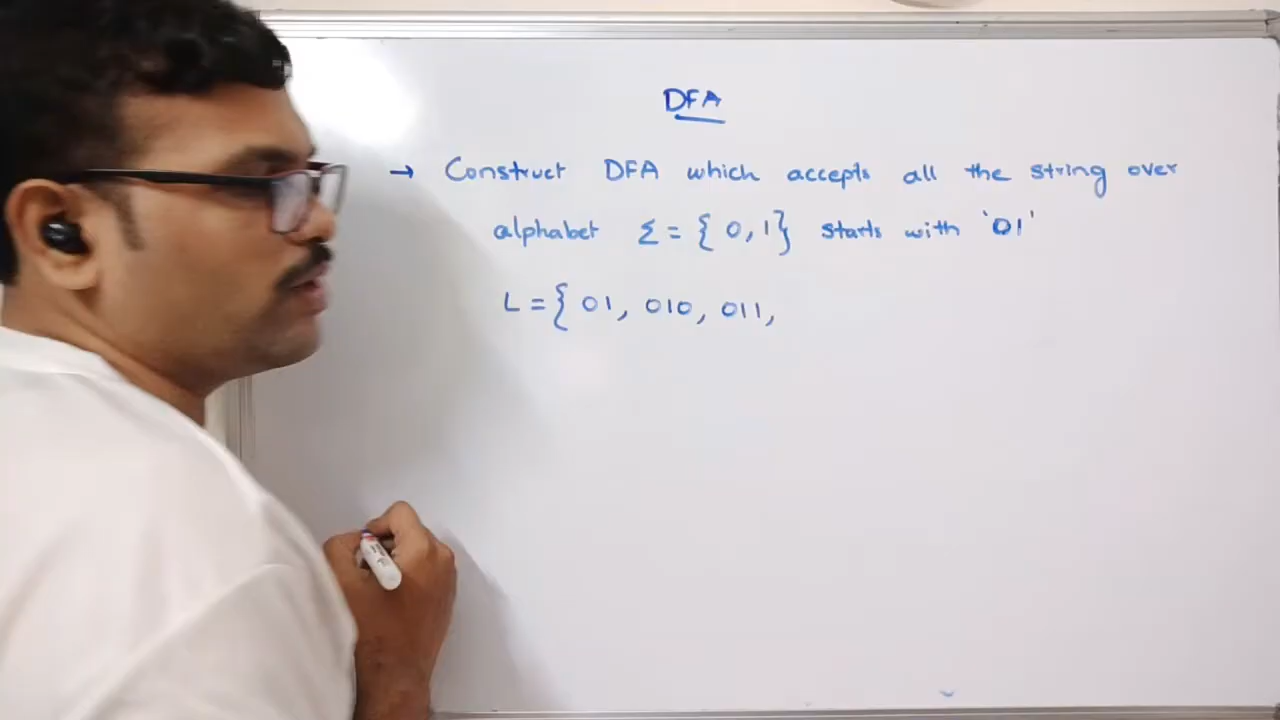 DFA
→ Construct DFA which accepts all the string over
alphabet Σ = { 0, 1} starts with '01'
L = { 01, 010, 011,